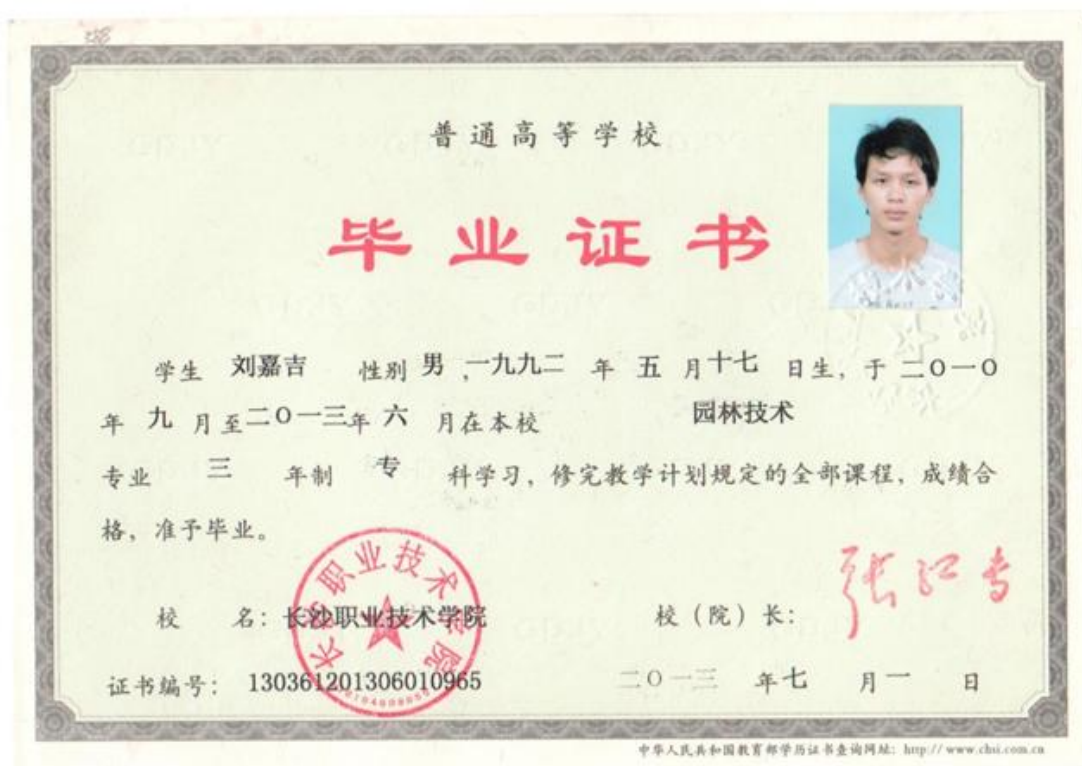 普通高等学校
毕业证书
学生 刘嘉吉 性别 男,一九九二 年 五 月 十七 日生,于 二〇一〇
年 九 月至 二〇一三 年 六 月在本校 园林技术
专业 三 年制 专 科学习,修完教学计划规定的全部课程,成绩合
格,准予毕业。
长沙职业技术学院
校 名:长沙职业技术学院 校(院)长:
证书编号:130361201306010965 二〇一三 年 七 月 一 日
中华人民共和国教育部学历证书查询网址:http://www.chsi.com.cn